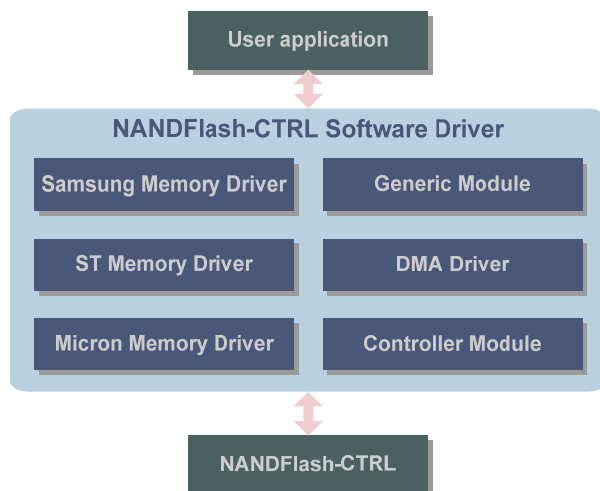 User application
NANDFlash-CTRL Software Driver
Samsung Memory Driver
Generic Module
ST Memory Driver
DMA Driver
Micron Memory Driver
Controller Module
NANDFlash-CTRL